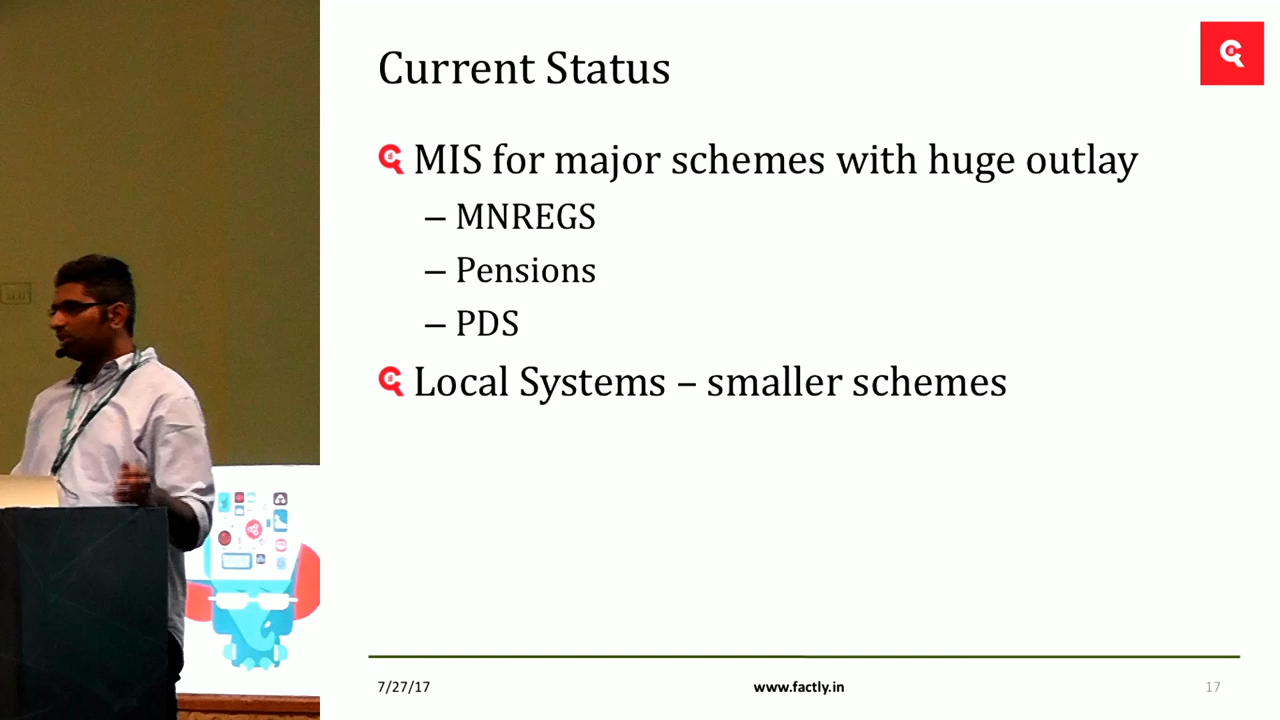 Current Status
MIS for major schemes with huge outlay
– MNREGS
– Pensions
– PDS
Local Systems – smaller schemes
7/27/17
www.factly.in
17